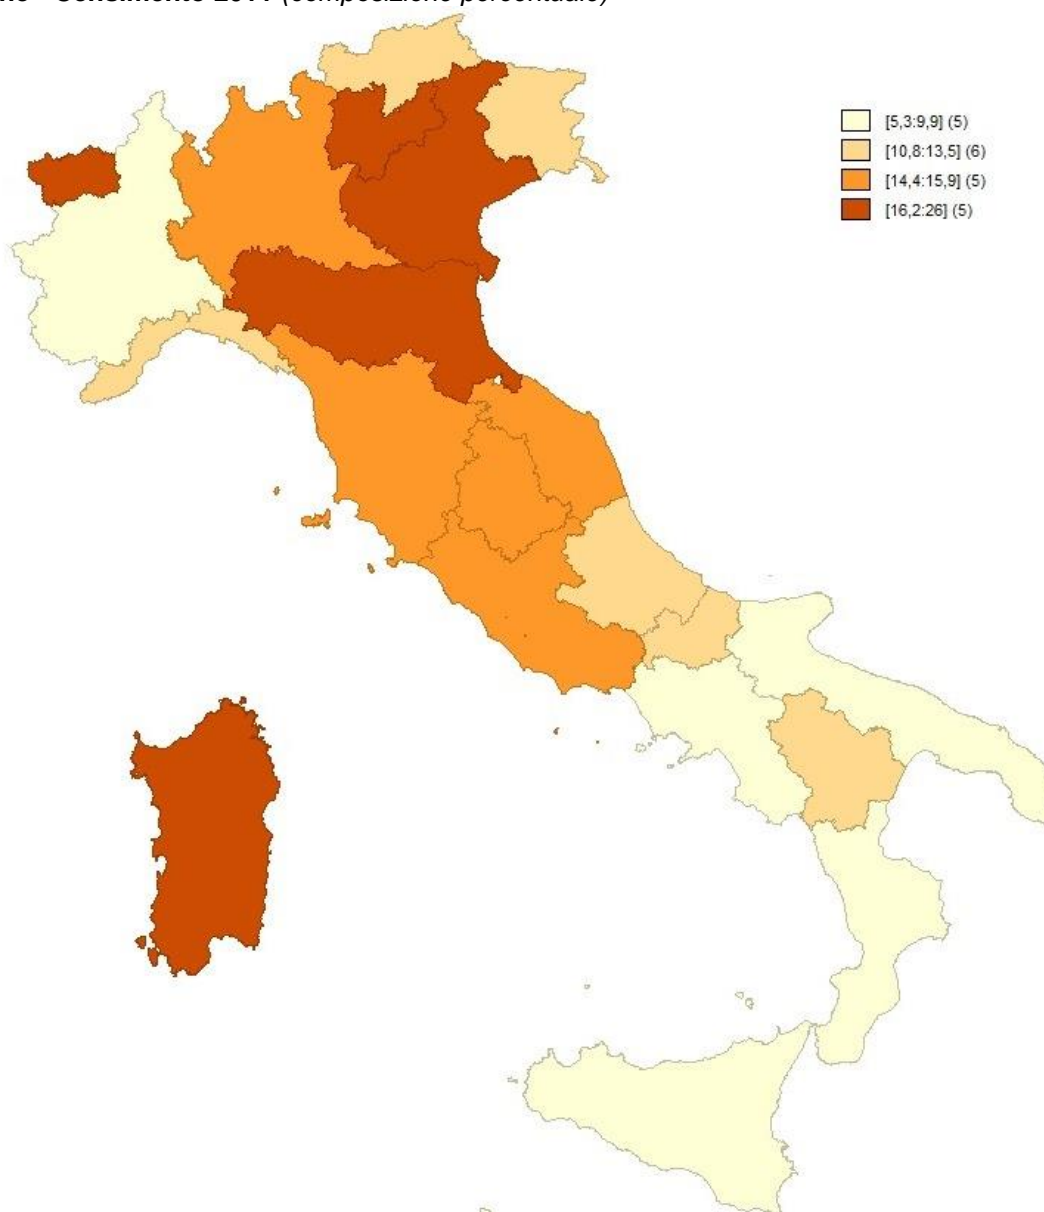 Censimento 2011 (composizione percentuale)
[5,3:9,9] (5)
[10,8:13,5] (6)
[14,4:15,9] (5)
[16,2:26] (5)